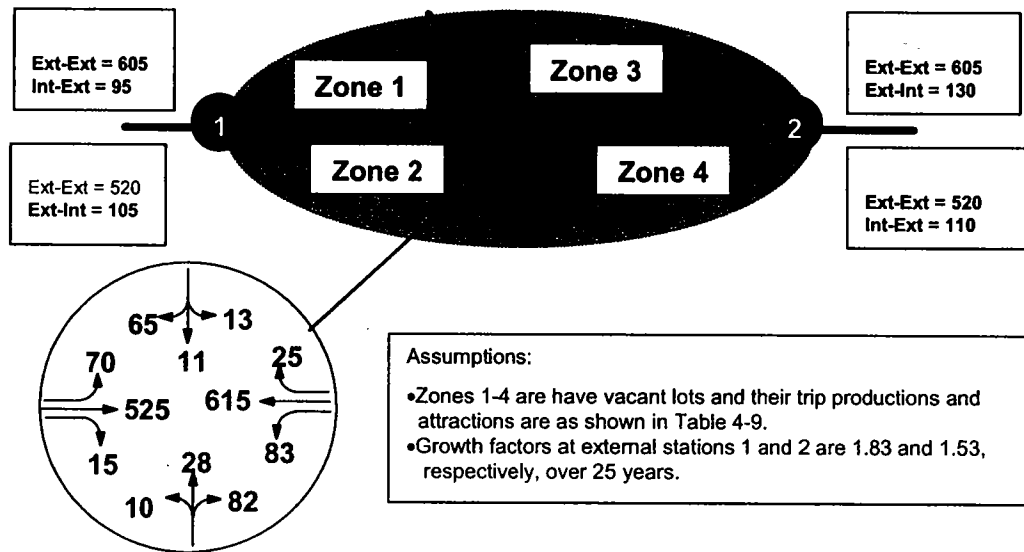 Ext-Ext = 605
Int-Ext = 95
Ext-Ext = 520
Ext-Int = 105
1
Zone 1
Zone 3
Zone 2
Zone 4
2
Ext-Ext = 605
Ext-Int = 130
Ext-Ext = 520
Int-Ext = 110
65
13
11
70
25
525
615
15
83
28
10
82
Assumptions:
•Zones 1-4 are have vacant lots and their trip productions and
attractions are as shown in Table 4-9.
•Growth factors at external stations 1 and 2 are 1.83 and 1.53,
respectively, over 25 years.